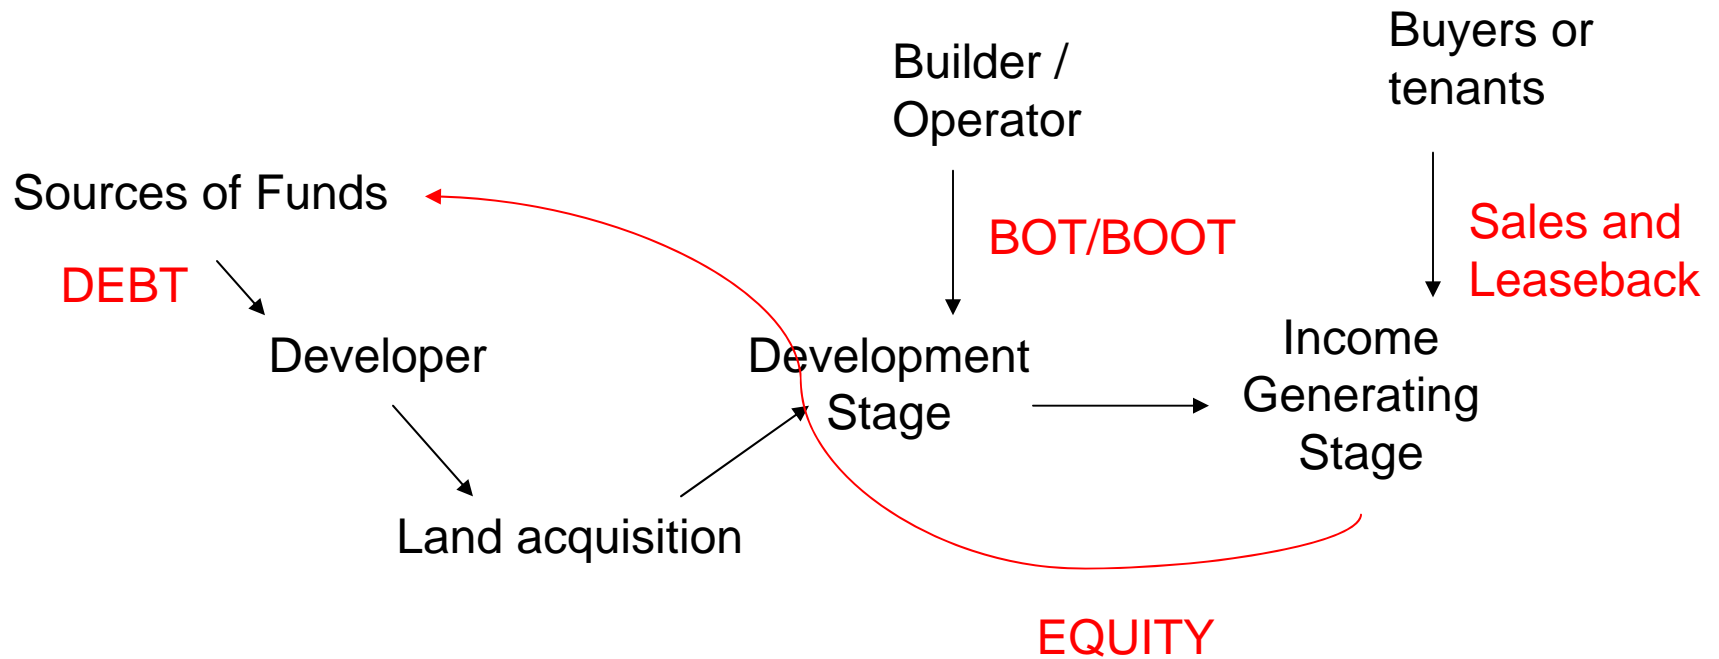 Buyers or
tenants
Builder /
Operator
Sources of Funds
BOT/BOOT
Sales and
Leaseback
DEBT
Developer
Development
Stage
Income
Generating
Stage
Land acquisition
EQUITY